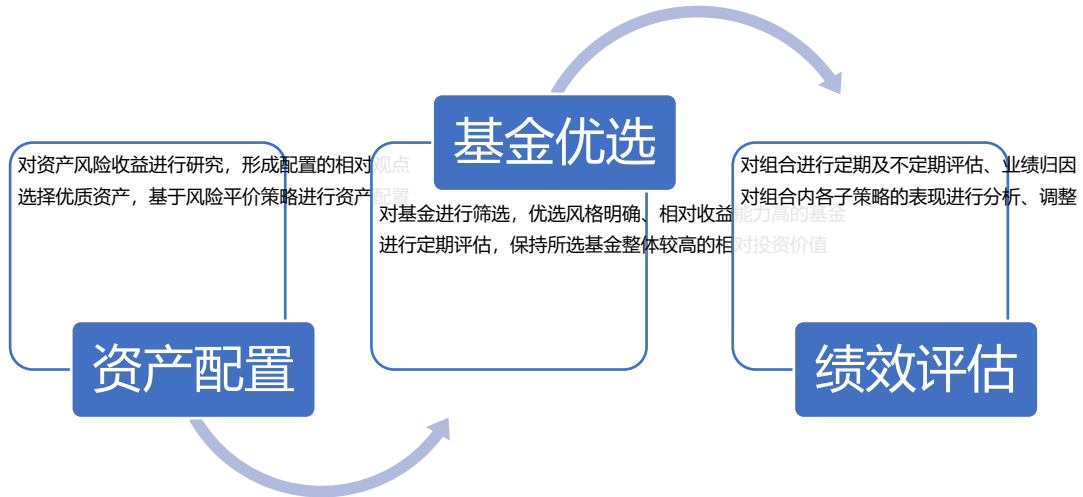 对资产风险收益进行研究，形成配置的相对观点
选择优质资产，基于风险平价策略进行资产配置
资产配置
基金优选
对基金进行筛选，优选风格明确、相对收益能力高的基金
进行定期评估，保持所选基金整体较高的相对投资价值
对组合进行定期及不定期评估、业绩归因
对组合内各子策略的表现进行分析、调整
绩效评估